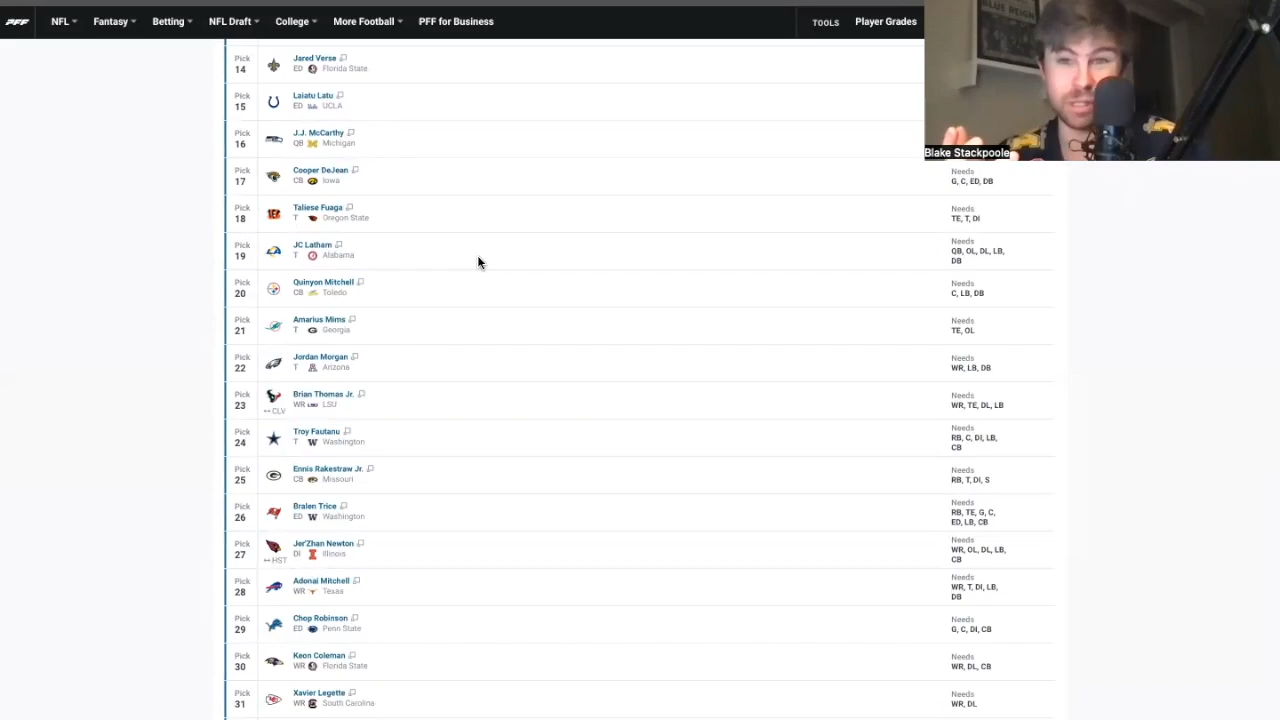 PFF NFL Fantasy Betting NFL Draft College More Football PFF for Business TOOLS Player Grades
BLUE REIGN
Blake Stackpoole
Pick
14
Jared Verse
ED Florida State
Pick
15
Laiatu Latu
ED UCLA
Pick
16
J.J. McCarthy
QB Michigan
Pick
17
Cooper DeJean
CB Iowa
Needs
G, C, ED, DB
Pick
18
Taliese Fuaga
T Oregon State
Needs
TE, T, DI
Pick
19
JC Latham
T Alabama
Needs
QB, OL, DL, LB,
DB
Pick
20
Quinyon Mitchell
CB Toledo
Needs
C, LB, DB
Pick
21
Amarius Mims
T Georgia
Needs
TE, OL
Pick
22
Jordan Morgan
T Arizona
Needs
WR, LB, DB
Pick
23
↔ CLV
Brian Thomas Jr.
WR LSU
Needs
WR, TE, DL, LB
Pick
24
Troy Fautanu
T Washington
Needs
RB, C, DI, LB,
CB
Pick
25
Ennis Rakestraw Jr.
CB Missouri
Needs
RB, T, DI, S
Pick
26
Bralen Trice
ED Washington
Needs
RB, TE, G, C,
ED, LB, CB
Pick
27
↔ HST
Jer'Zhan Newton
DI Illinois
Needs
WR, OL, DL, LB,
CB
Pick
28
Adonai Mitchell
WR Texas
Needs
WR, T, DI, LB,
DB
Pick
29
Chop Robinson
ED Penn State
Needs
G, C, DI, CB
Pick
30
Keon Coleman
WR Florida State
Needs
WR, DL, CB
Pick
31
Xavier Legette
WR South Carolina
Needs
WR, DL